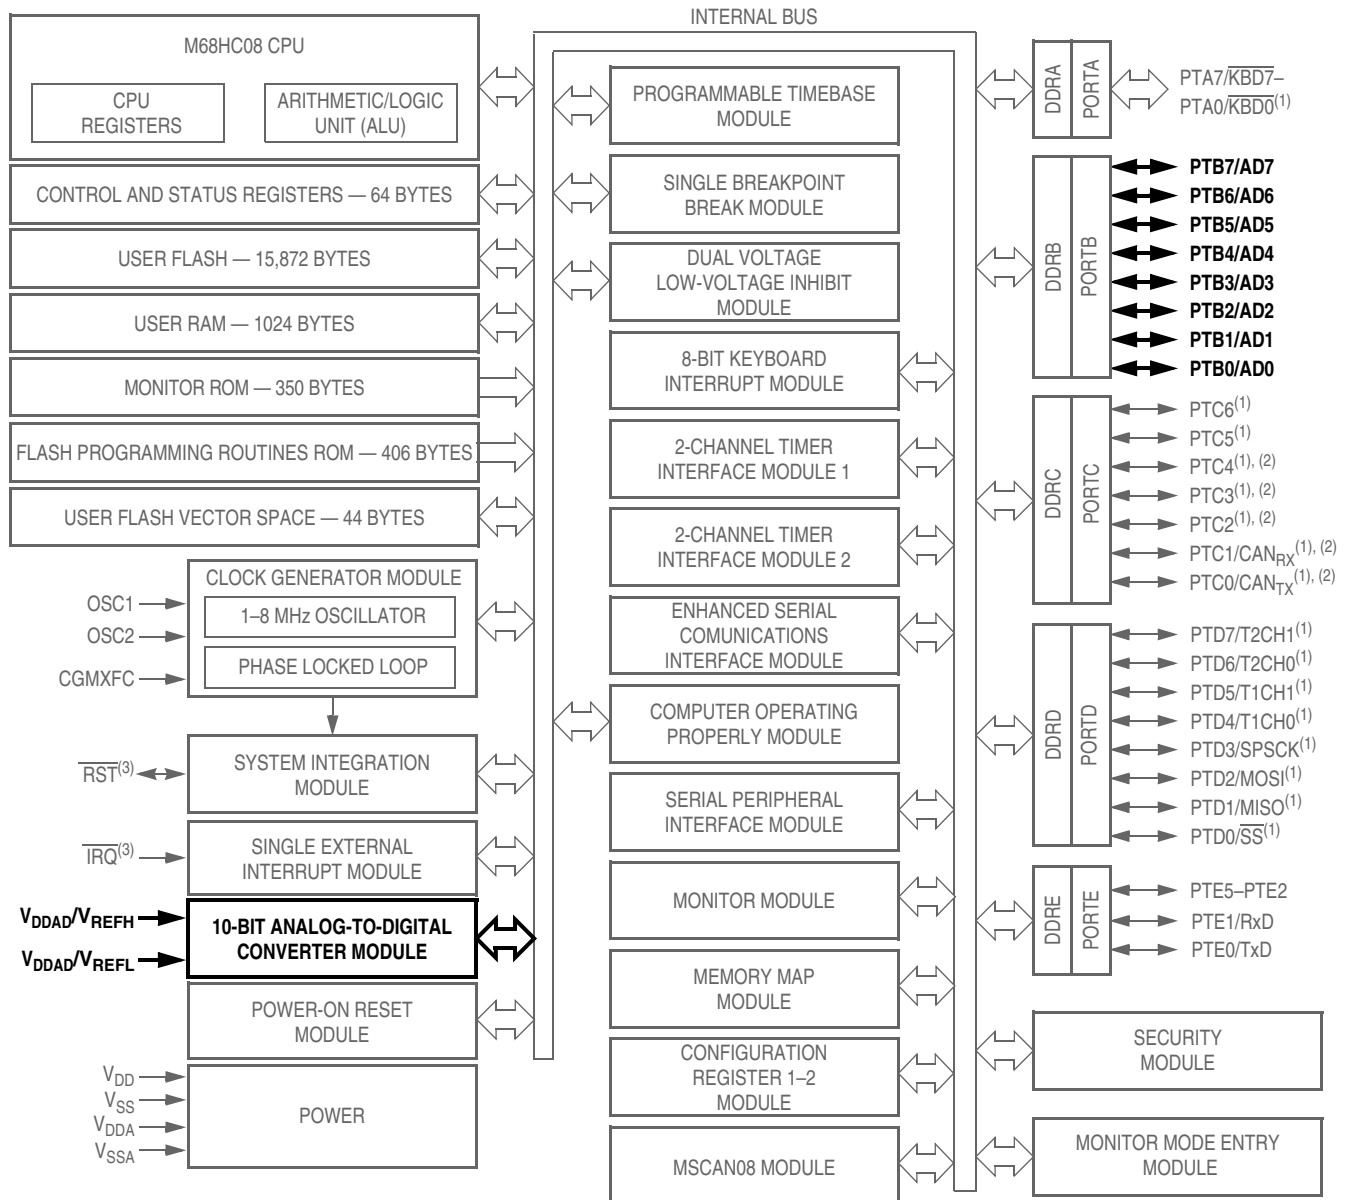 INTERNAL BUS
M68HC08 CPU
CPU
REGISTERS
ARITHMETIC/LOGIC
UNIT (ALU)
CONTROL AND STATUS REGISTERS — 64 BYTES
USER FLASH — 15,872 BYTES
USER RAM — 1024 BYTES
MONITOR ROM — 350 BYTES
FLASH PROGRAMMING ROUTINES ROM — 406 BYTES
USER FLASH VECTOR SPACE — 44 BYTES
CLOCK GENERATOR MODULE
1–8 MHz OSCILLATOR
PHASE LOCKED LOOP
OSC1
OSC2
CGMXFC
SYSTEM INTEGRATION
MODULE
RST(3)
SINGLE EXTERNAL
INTERRUPT MODULE
IRQ(3)
10-BIT ANALOG-TO-DIGITAL
CONVERTER MODULE
VDDAD/VREFH
VDDAD/VREFL
POWER-ON RESET
MODULE
POWER
VDD
VSS
VDDA
VSSA
PROGRAMMABLE TIMEBASE
MODULE
SINGLE BREAKPOINT
BREAK MODULE
DUAL VOLTAGE
LOW-VOLTAGE INHIBIT
MODULE
8-BIT KEYBOARD
INTERRUPT MODULE
2-CHANNEL TIMER
INTERFACE MODULE 1
2-CHANNEL TIMER
INTERFACE MODULE 2
ENHANCED SERIAL
COMUNICATIONS
INTERFACE MODULE
COMPUTER OPERATING
PROPERLY MODULE
SERIAL PERIPHERAL
INTERFACE MODULE
MONITOR MODULE
MEMORY MAP
MODULE
CONFIGURATION
REGISTER 1–2
MODULE
MSCAN08 MODULE
DDRA
PORTA
PTA7/KBD7–
PTA0/KBD0(1)
DDRB
PORTB
PTB7/AD7
PTB6/AD6
PTB5/AD5
PTB4/AD4
PTB3/AD3
PTB2/AD2
PTB1/AD1
PTB0/AD0
DDRC
PORTC
PTC6(1)
PTC5(1)
PTC4(1), (2)
PTC3(1), (2)
PTC2(1), (2)
PTC1/CANRX(1), (2)
PTC0/CANTX(1), (2)
DDRD
PORTD
PTD7/T2CH1(1)
PTD6/T2CH0(1)
PTD5/T1CH1(1)
PTD4/T1CH0(1)
PTD3/SPSCK(1)
PTD2/MOSI(1)
PTD1/MISO(1)
PTD0/SS(1)
DDRE
PORTE
PTE5–PTE2
PTE1/RxD
PTE0/TxD
SECURITY
MODULE
MONITOR MODE ENTRY
MODULE